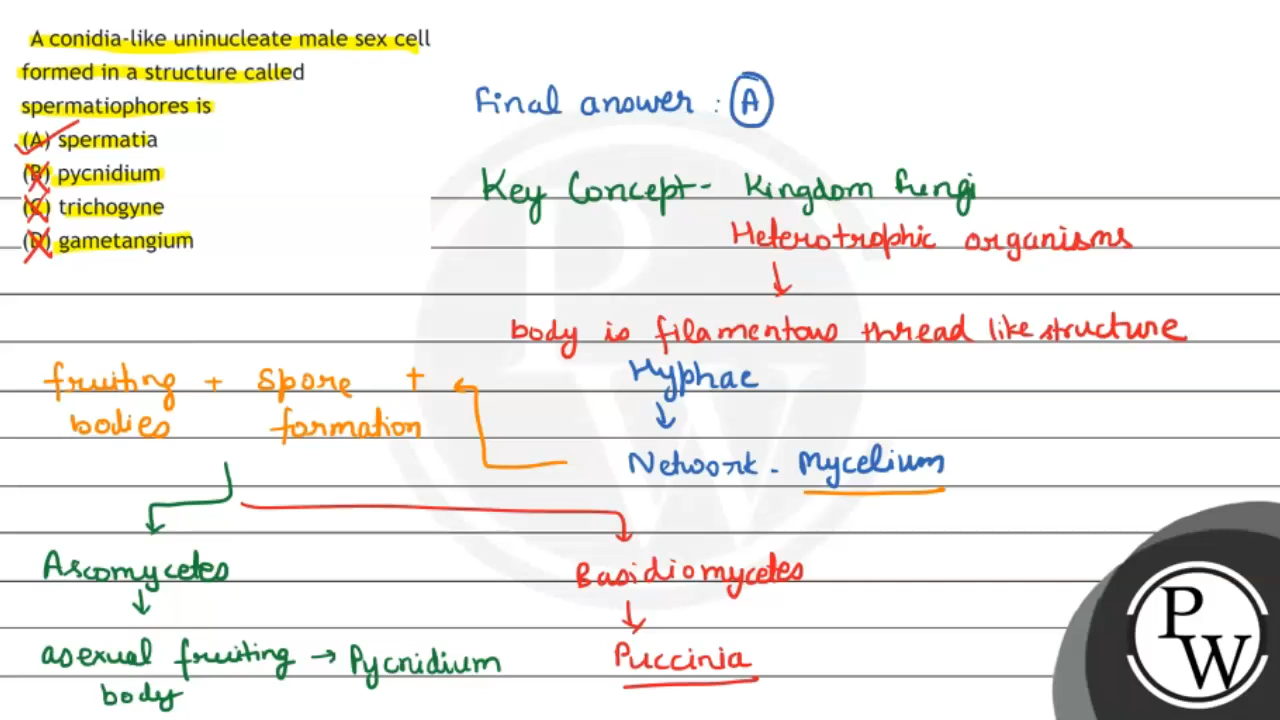 A conidia-like uninucleate male sex cell
formed in a structure called
spermatiophores is
(A) spermatia
(B) pycnidium
(C) trichogyne
(D) gametangium
Final answer : (A)
Key Concept - Kingdom Fungi
Heterotrophic organisms
↓
body is filamentous thread like structure
Hyphae
↓
Network - Mycelium
fruiting + spore +
bodies formation
Ascomycetes
↓
asexual fruiting → Pycnidium
body
Basidiomycetes
↓
Puccinia
PW
PW